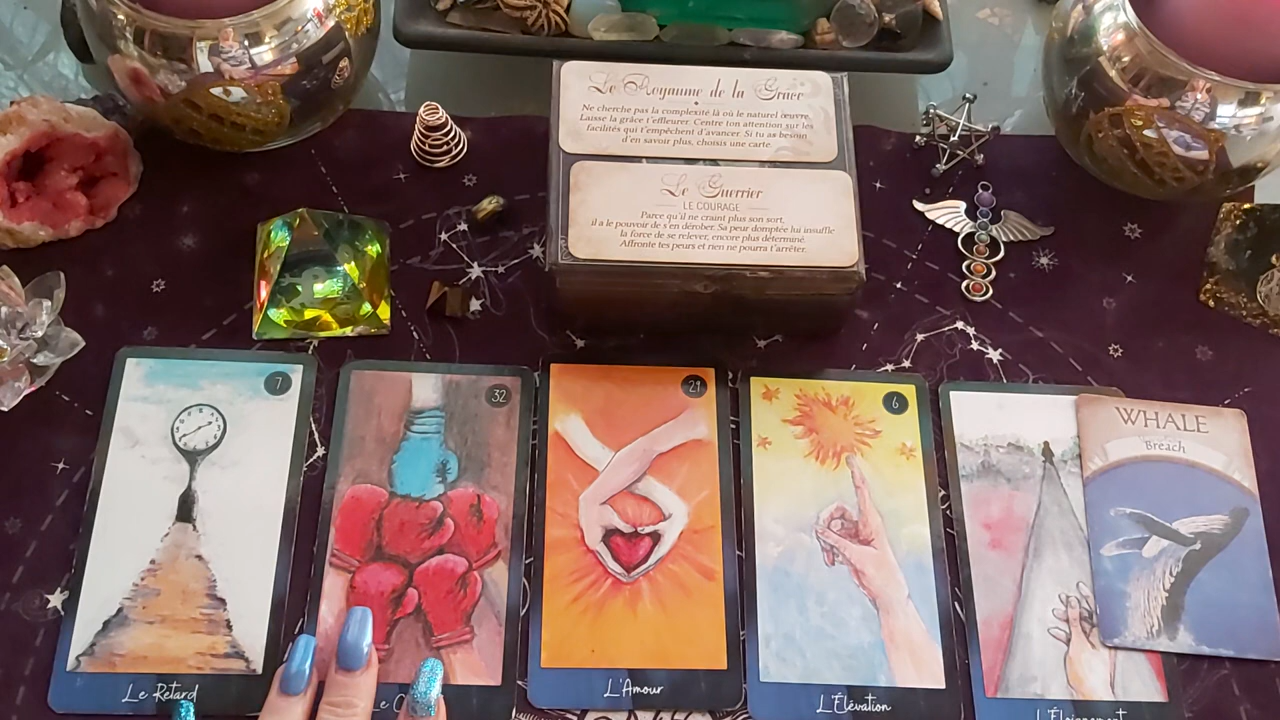 Le Royaume de la Grâce
Ne cherche pas la complexité là où le naturel œuvre.
Laisse la grâce t'effleurer. Centre ton attention sur les
facilités qui t'empêchent d'avancer. Si tu as besoin
d'en savoir plus, choisis une carte.
Le Guerrier
LE COURAGE
Parce qu'il ne craint plus son sort,
il a le pouvoir de s'en dérober. Sa peur domptée lui insuffle
la force de se relever, encore plus déterminé.
Affronte tes peurs et rien ne pourra t'arrêter.
7
32
29
6
WHALE
Breach
Le Retard
Le
L'Amour
L'Élévation
L'Éloignement